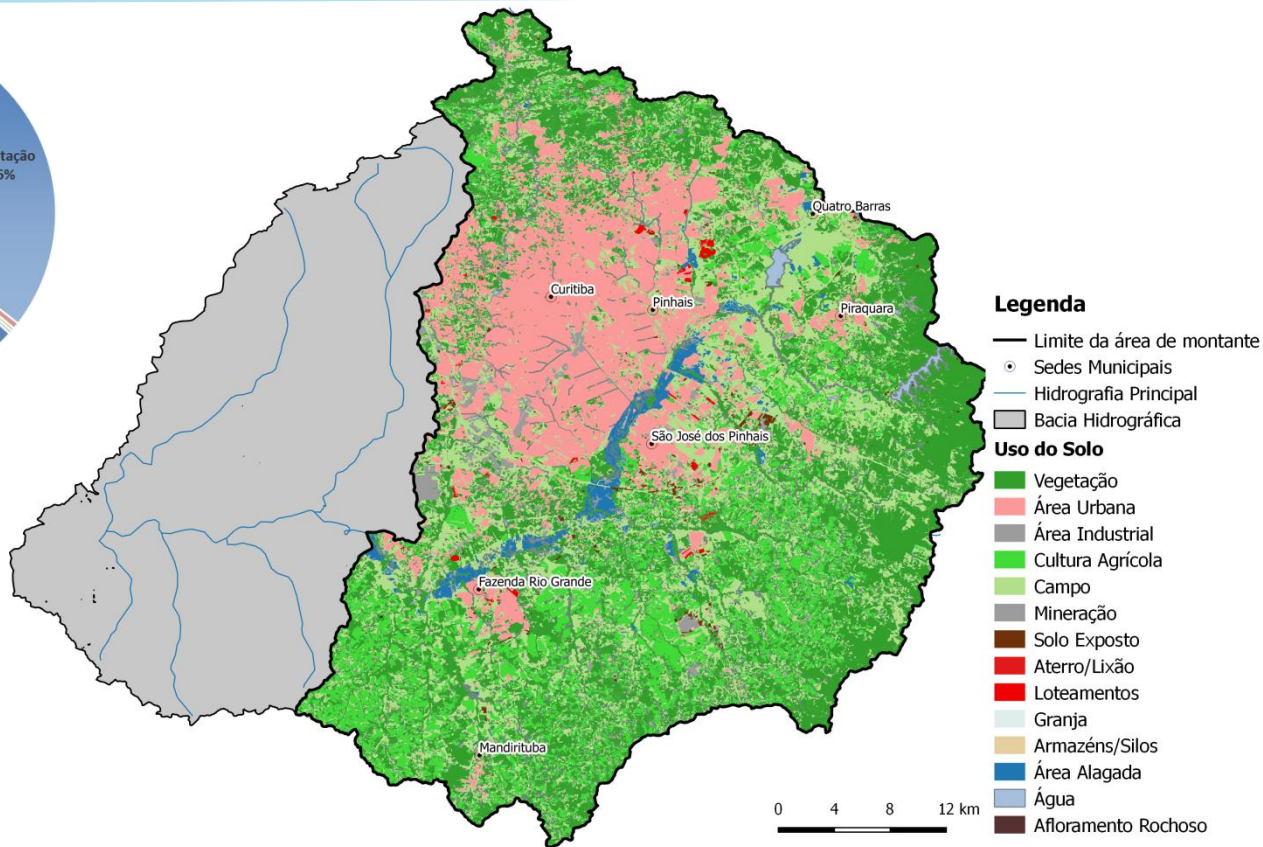 Quatro Barras
Curitiba
Pinhais
Piraquara
São José dos Pinhais
Fazenda Rio Grande
Mandirituba
0 4 8 12 km
Legenda
Limite da área de montante
Sedes Municipais
Hidrografia Principal
Bacia Hidrográfica
Uso do Solo
Vegetação
Área Urbana
Área Industrial
Cultura Agrícola
Campo
Mineração
Solo Exposto
Aterro/Lixão
Loteamentos
Granja
Armazéns/Silos
Área Alagada
Água
Afloramento Rochoso